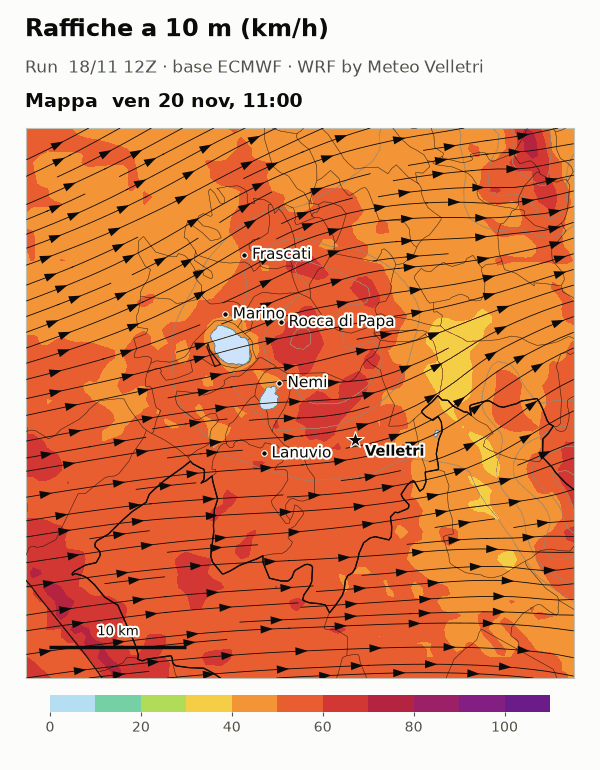 Raffiche a 10 m (km/h)
Run  18/11 12Z · base ECMWF · WRF by Meteo Velletri
Mappa  ven 20 nov, 11:00
Frascati
Marino
Rocca di Papa
Nemi
Velletri
Lanuvio
10 km
0 20 40 60 80 100